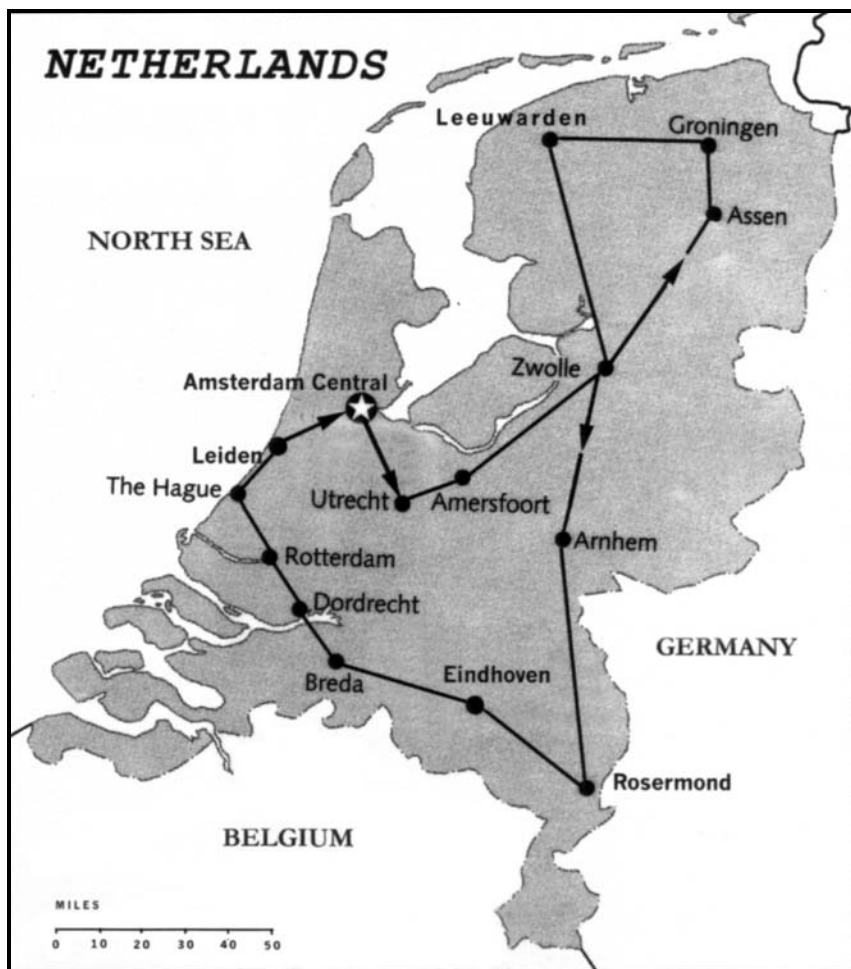 NETHERLANDS
Leeuwarden
Groningen
Assen
NORTH SEA
Zwolle
Amsterdam Central
Leiden
The Hague
Utrecht
Amersfoort
Arnhem
Rotterdam
Dordrecht
GERMANY
Breda
Eindhoven
Rosermond
BELGIUM
MILES
0 10 20 30 40 50